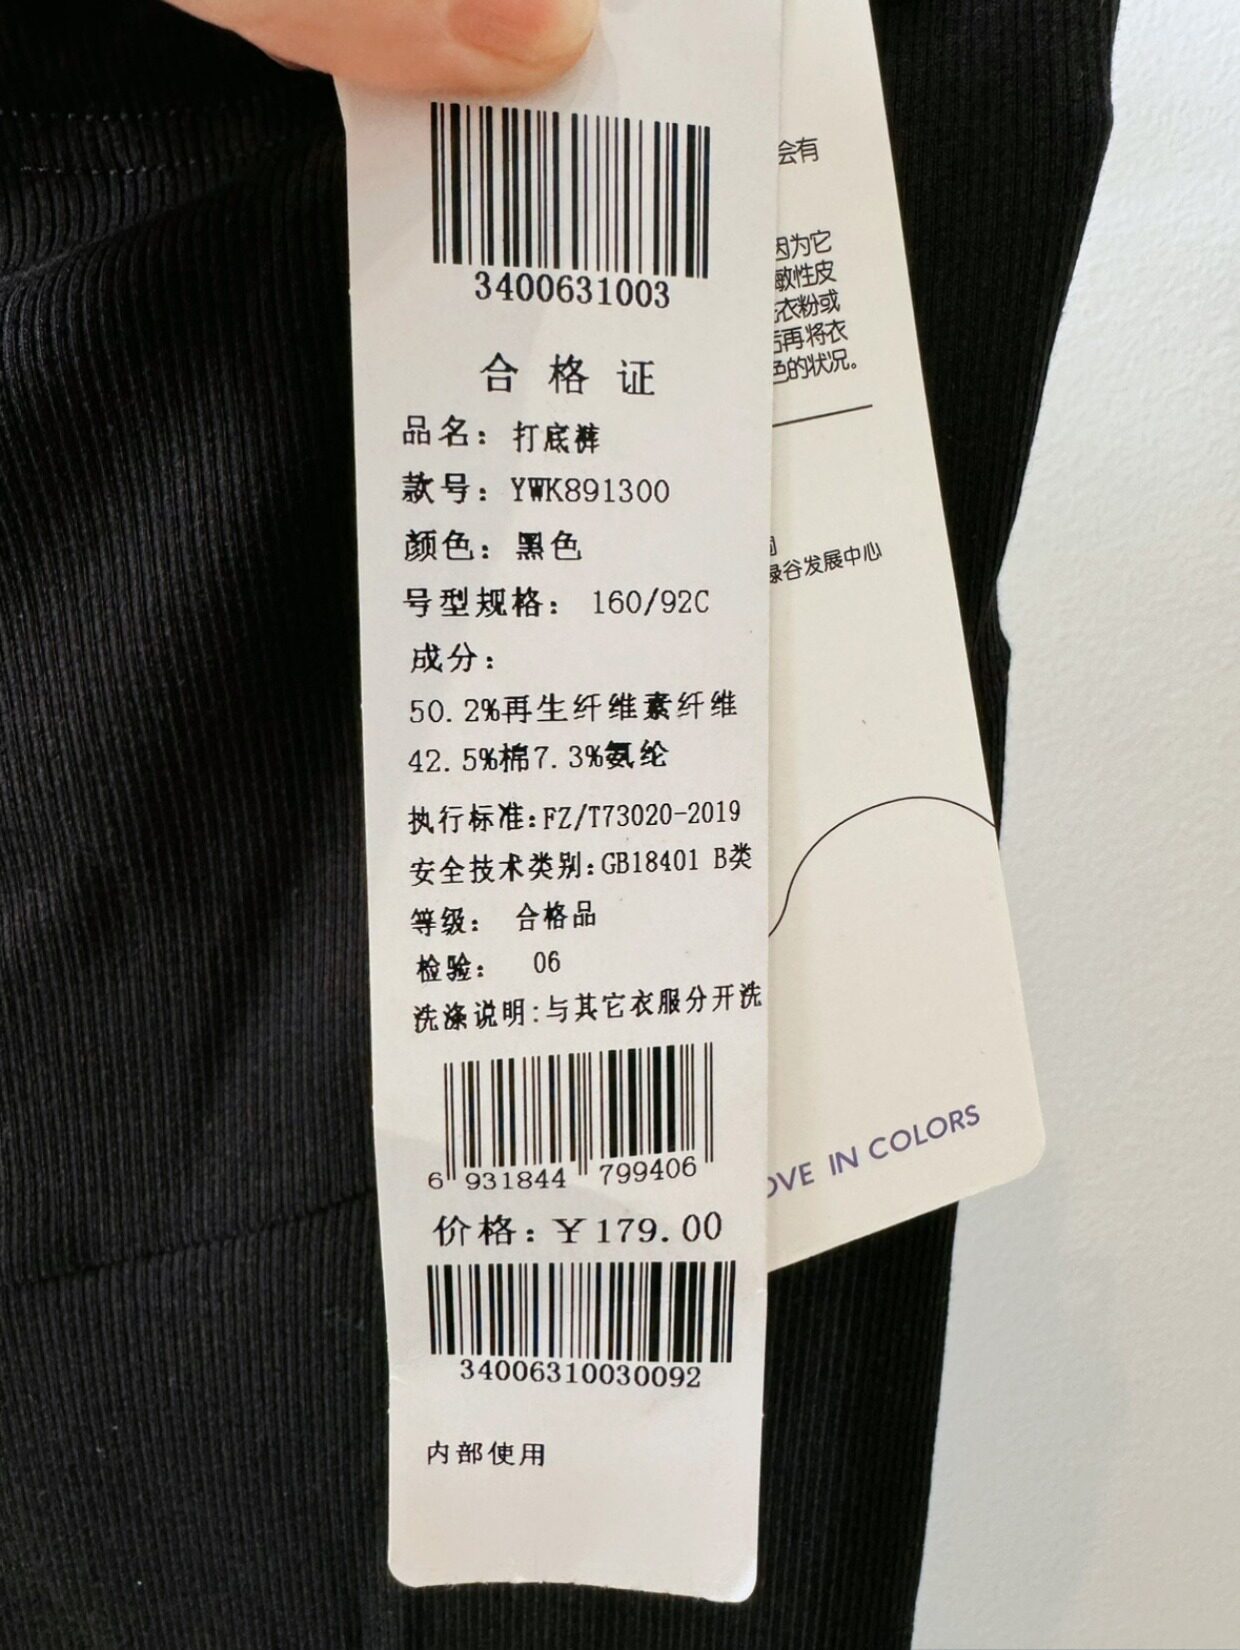 3400631003
合格证
品名：打底裤
款号：YWK891300
颜色：黑色
号型规格：160/92C
成分：
50.2%再生纤维素纤维
42.5%棉7.3%氨纶
执行标准:FZ/T73020-2019
安全技术类别:GB18401 B类
等级：合格品
检验：06
洗涤说明:与其它衣服分开洗
6 931844 799406
价格:￥179.00
34006310030092
内部使用
会有
因为它
敏性皮
衣粉或
后再将衣
色的状况。
绿谷发展中心
OVE IN COLORS